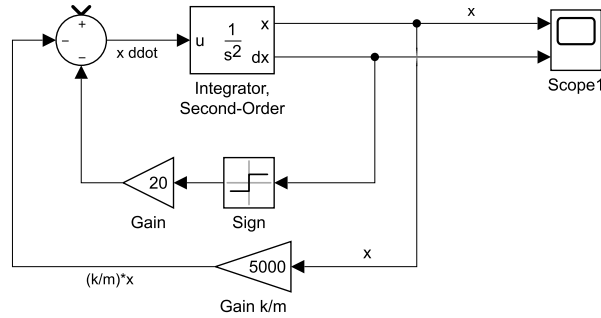 x
x
+
−
−
x ddot
u
1
s2
x
dx
Integrator,
Second-Order
Scope1
20
Gain
Sign
5000
x
(k/m)*x
Gain k/m